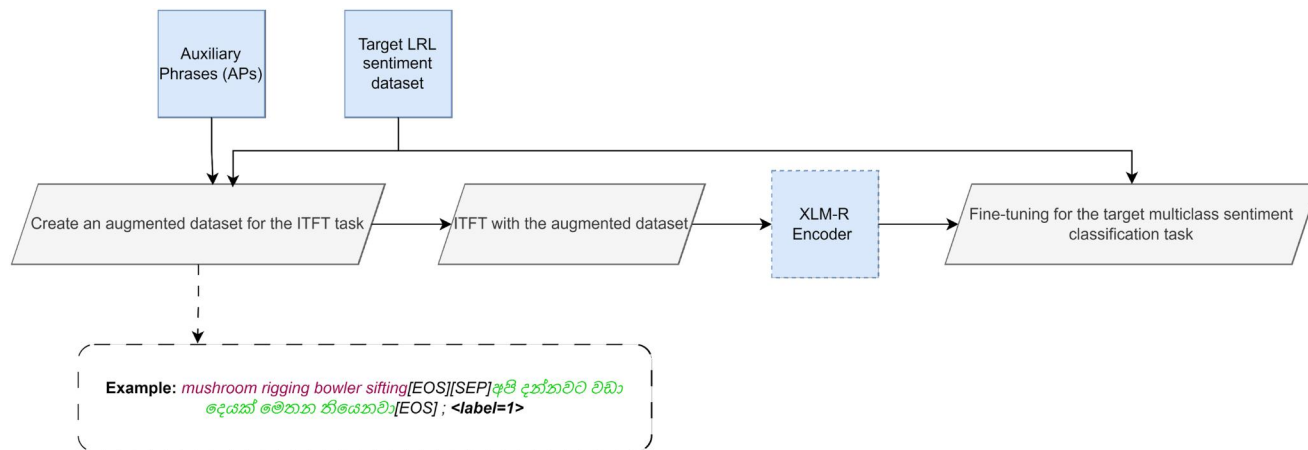 Auxiliary
Phrases (APs)
Target LRL
sentiment
dataset
Create an augmented dataset for the ITFT task
ITFT with the augmented dataset
XLM-R
Encoder
Fine-tuning for the target multiclass sentiment
classification task
Example: mushroom rigging bowler sifting[EOS][SEP]අපි දන්නවට වඩා
දෙයක් මෙතන තියෙනවා[EOS] ; <label=1>